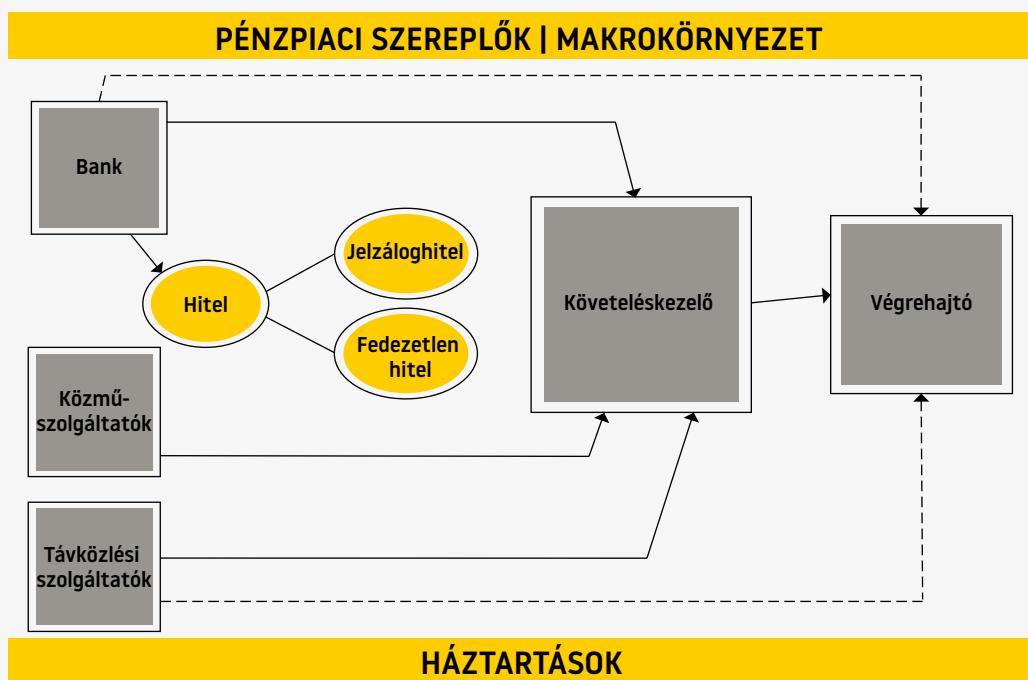 PÉNZPIACI SZEREPLŐK | MAKROKÖRNYEZET
Bank
Jelzáloghitel
Hitel
Követeléskezelő
Végrehajtó
Fedezetlen
hitel
Közmű-
szolgáltatók
Távközlési
szolgáltatók
HÁZTARTÁSOK